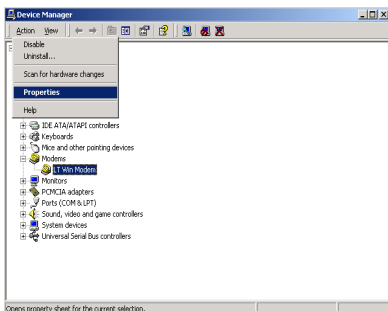 Device Manager
Action View
Disable
Uninstall...
Scan for hardware changes
Properties
Help
IDE ATA/ATAPI controllers
Keyboards
Mice and other pointing devices
Modems
LT Win Modem
Monitors
PCMCIA adapters
Ports (COM & LPT)
Sound, video and game controllers
System devices
Universal Serial Bus controllers
Opens property sheet for the current selection.